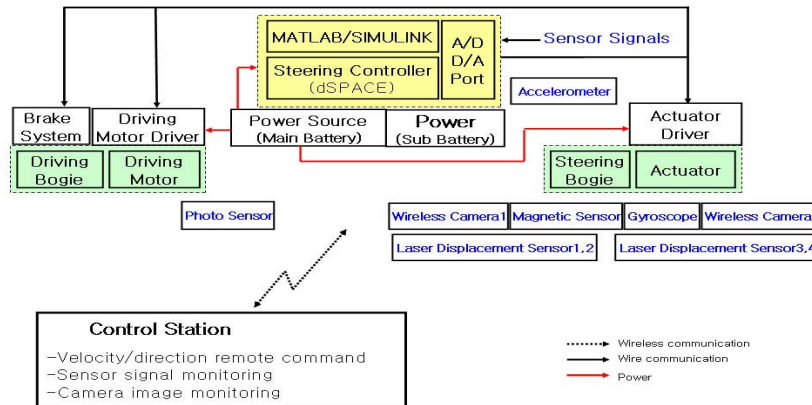 MATLAB/SIMULINK
Steering Controller
(dSPACE)
A/D
D/A
Port
Sensor Signals
Accelerometer
Brake
System
Driving
Motor Driver
Power Source
(Main Battery)
Power
(Sub Battery)
Actuator
Driver
Driving
Bogie
Driving
Motor
Steering
Bogie
Actuator
Photo Sensor
Wireless Camera1
Magnetic Sensor
Gyroscope
Wireless Camera
Laser Displacement Sensor1,2
Laser Displacement Sensor3,4
Control Station
-Velocity/direction remote command
-Sensor signal monitoring
-Camera image monitoring
Wireless communication
Wire communication
Power